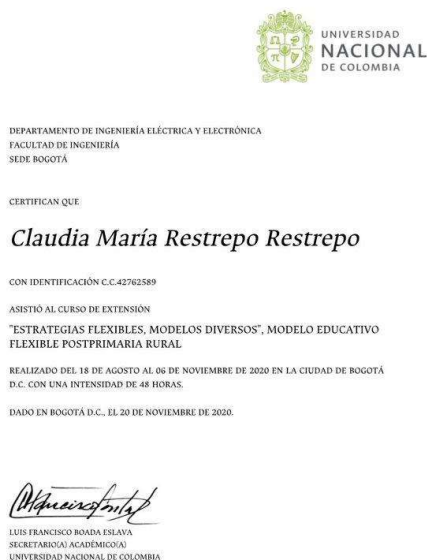 UNIVERSIDAD
NACIONAL
DE COLOMBIA
DEPARTAMENTO DE INGENIERÍA ELÉCTRICA Y ELECTRÓNICA
FACULTAD DE INGENIERÍA
SEDE BOGOTÁ
CERTIFICAN QUE
Claudia María Restrepo Restrepo
CON IDENTIFICACIÓN C.C.42762589
ASISTIÓ AL CURSO DE EXTENSIÓN
"ESTRATEGIAS FLEXIBLES, MODELOS DIVERSOS", MODELO EDUCATIVO
FLEXIBLE POSTPRIMARIA RURAL
REALIZADO DEL 18 DE AGOSTO AL 06 DE NOVIEMBRE DE 2020 EN LA CIUDAD DE BOGOTÁ
D.C. CON UNA INTENSIDAD DE 48 HORAS.
DADO EN BOGOTÁ D.C., EL 20 DE NOVIEMBRE DE 2020.
LUIS FRANCISCO BOADA ESLAVA
SECRETARIO(A) ACADÉMICO(A)
UNIVERSIDAD NACIONAL DE COLOMBIA